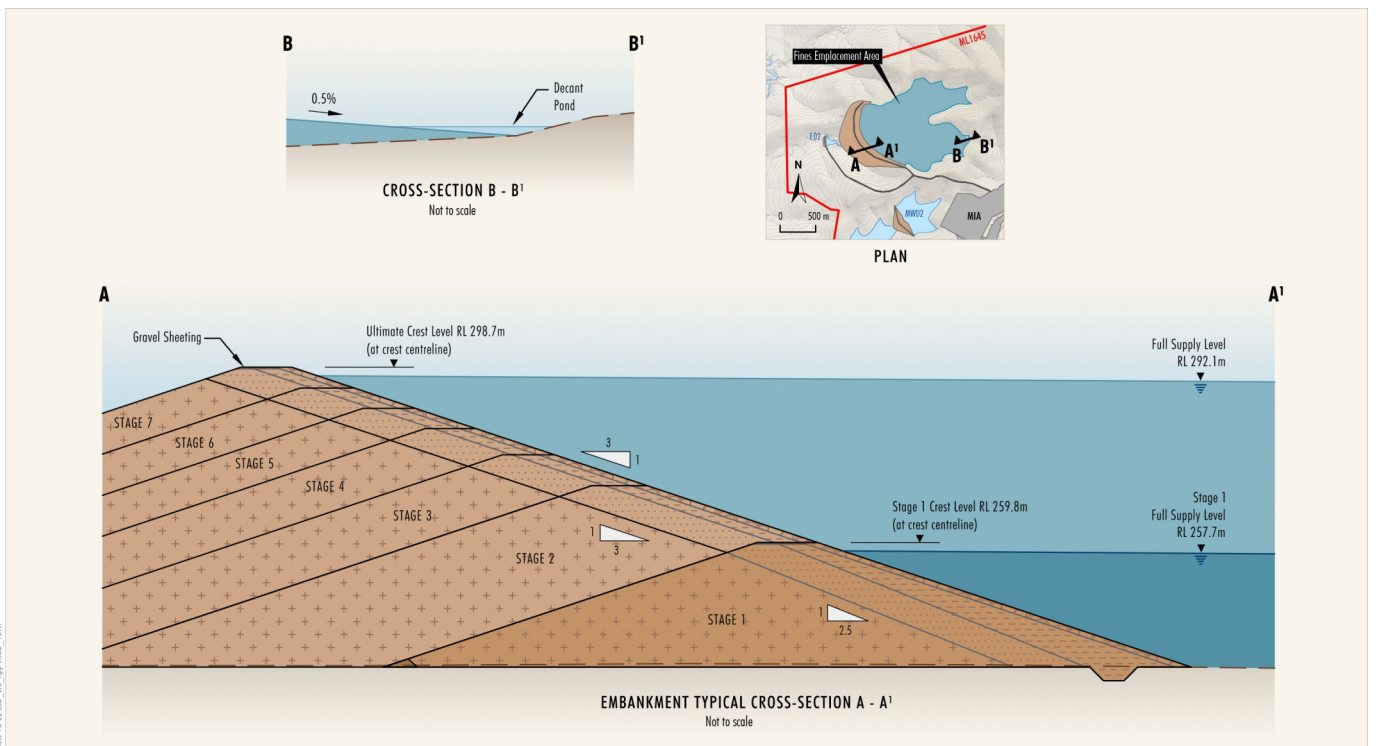 B
B¹
0.5%
Decant
Pond
CROSS-SECTION B - B¹
Not to scale
ML1645
Fines Emplacement Area
ED2
A
A¹
B
B¹
N
0
500 m
MWD2
MIA
PLAN
A
A¹
Gravel Sheeting
Ultimate Crest Level RL 298.7m
(at crest centreline)
Full Supply Level
RL 292.1m
STAGE 7
STAGE 6
STAGE 5
STAGE 4
STAGE 3
STAGE 2
STAGE 1
3
1
1
3
1
2.5
Stage 1 Crest Level RL 259.8m
(at crest centreline)
Stage 1
Full Supply Level
RL 257.7m
EMBANKMENT TYPICAL CROSS-SECTION A - A¹
Not to scale